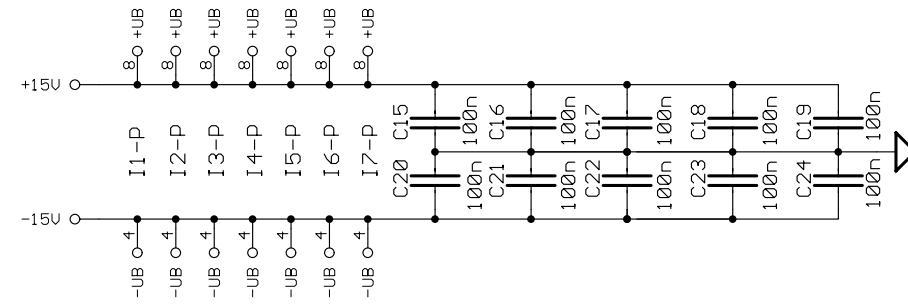 +UB +UB +UB +UB +UB +UB +UB
8 8 8 8 8 8 8
+15V
C15 100n C16 100n C17 100n C18 100n C19 100n
I1-P I2-P I3-P I4-P I5-P I6-P I7-P
C20 100n C21 100n C22 100n C23 100n C24 100n
-15V
4 4 4 4 4 4 4
-UB -UB -UB -UB -UB -UB -UB